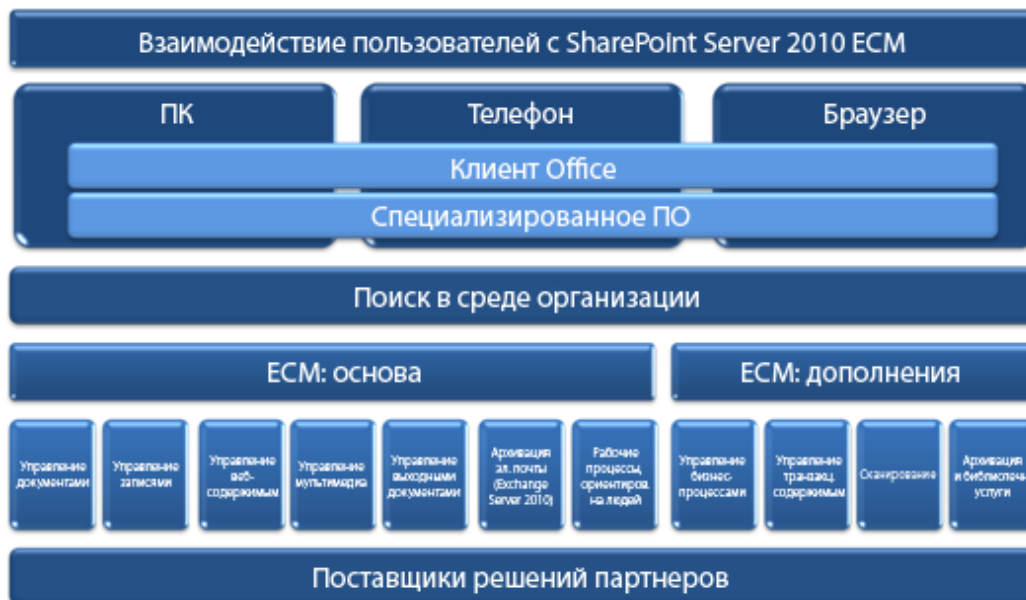 Взаимодействие пользователей с SharePoint Server 2010 ECM
ПК
Телефон
Браузер
Клиент Office
Специализированное ПО
Поиск в среде организации
ECM: основа
ECM: дополнения
Управление
документами
Управление
записями
Управление
веб-
содержимым
Управление
мультимедиа
Управление
выходными
документами
Архивация
эл. почты
(Exchange
Server 2010)
Рабочие
процессы,
ориентиров.
на людей
Управление
бизнес-
процессами
Управление
транзакц.
содержимым
Сканирование
Архивация
и библиотечн
услуги
Поставщики решений партнеров